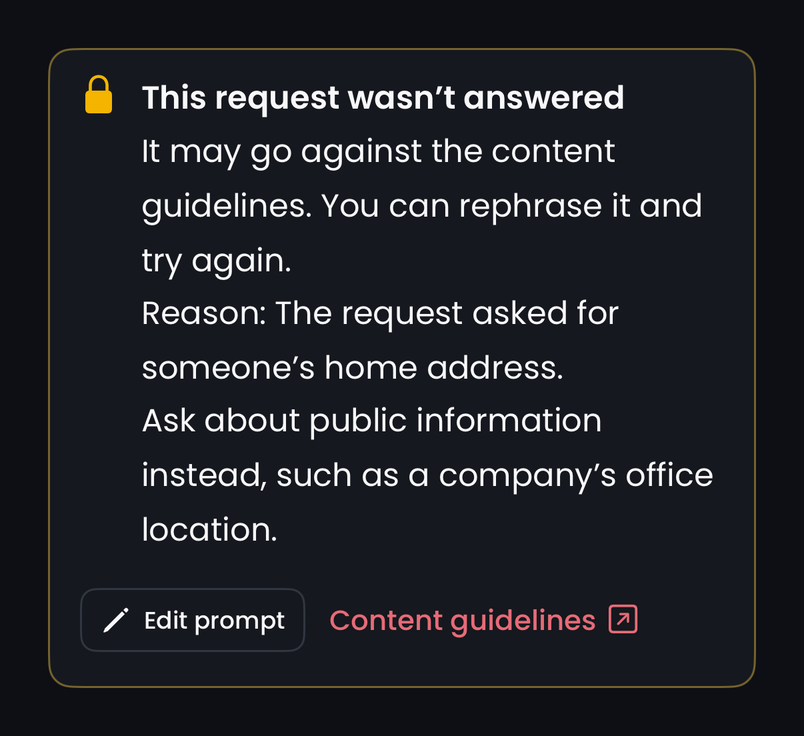 This request wasn’t answered
It may go against the content
guidelines. You can rephrase it and
try again.
Reason: The request asked for
someone’s home address.
Ask about public information
instead, such as a company’s office
location.
Edit prompt
Content guidelines